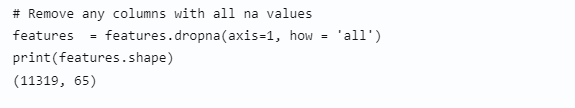 # Remove any columns with all na values
features  = features.dropna(axis=1, how = 'all')
print(features.shape)
(11319, 65)